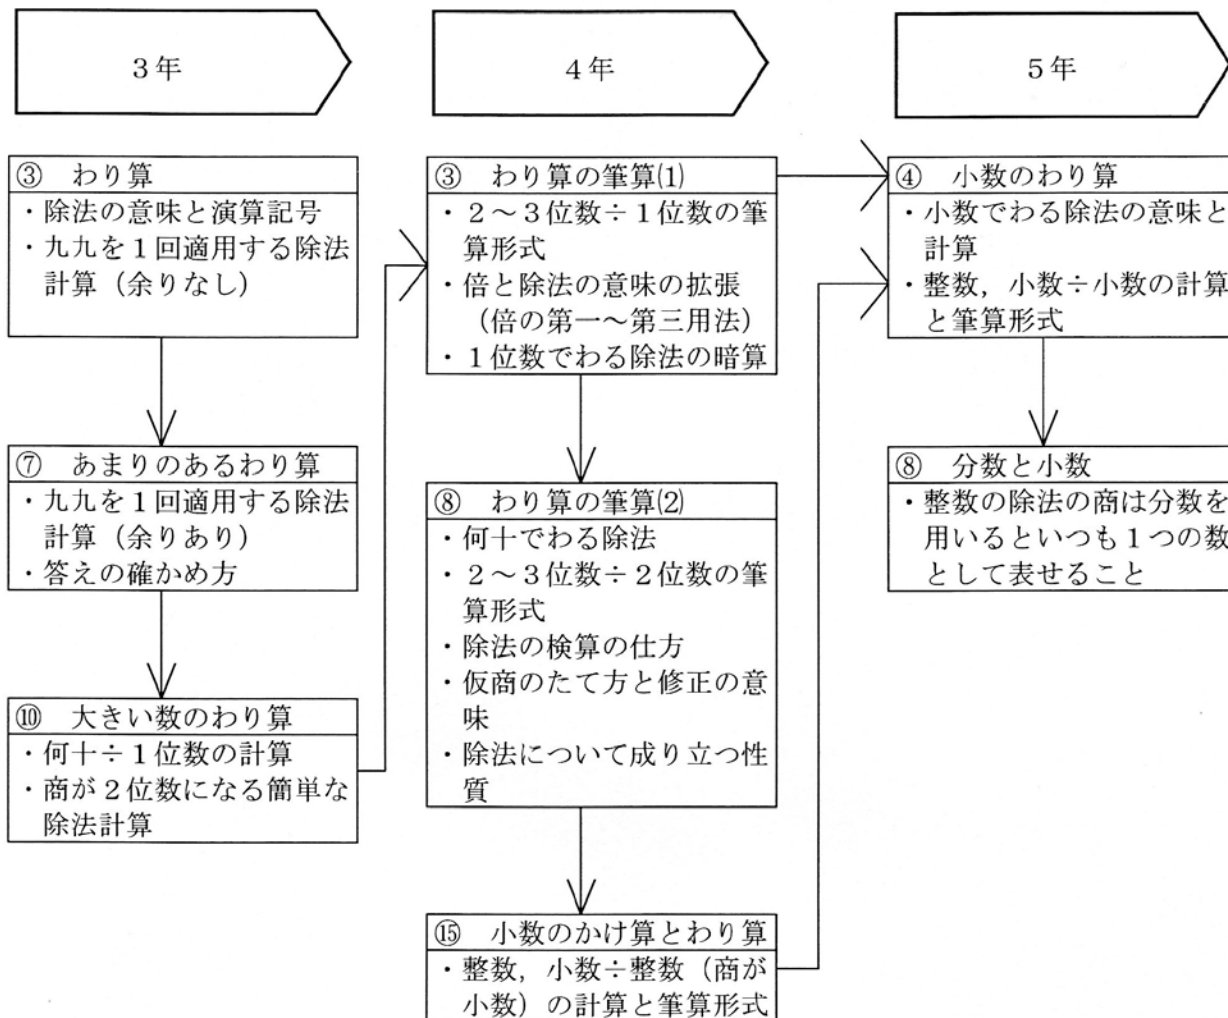 3年
4年
5年
③ わり算
・除法の意味と演算記号
・九九を1回適用する除法
計算（余りなし）
⑦ あまりのあるわり算
・九九を1回適用する除法
計算（余りあり）
・答えの確かめ方
⑩ 大きい数のわり算
・何十÷1位数の計算
・商が2位数になる簡単な
除法計算
③ わり算の筆算⑴
・2～3位数÷1位数の筆
算形式
・倍と除法の意味の拡張
（倍の第一～第三用法）
・1位数でわる除法の暗算
⑧ わり算の筆算⑵
・何十でわる除法
・2～3位数÷2位数の筆
算形式
・除法の検算の仕方
・仮商のたて方と修正の意
味
・除法について成り立つ性
質
⑮ 小数のかけ算とわり算
・整数，小数÷整数（商が
小数）の計算と筆算形式
④ 小数のわり算
・小数でわる除法の意味と
計算
・整数，小数÷小数の計算
と筆算形式
⑧ 分数と小数
・整数の除法の商は分数を
用いるといつも1つの数
として表せること